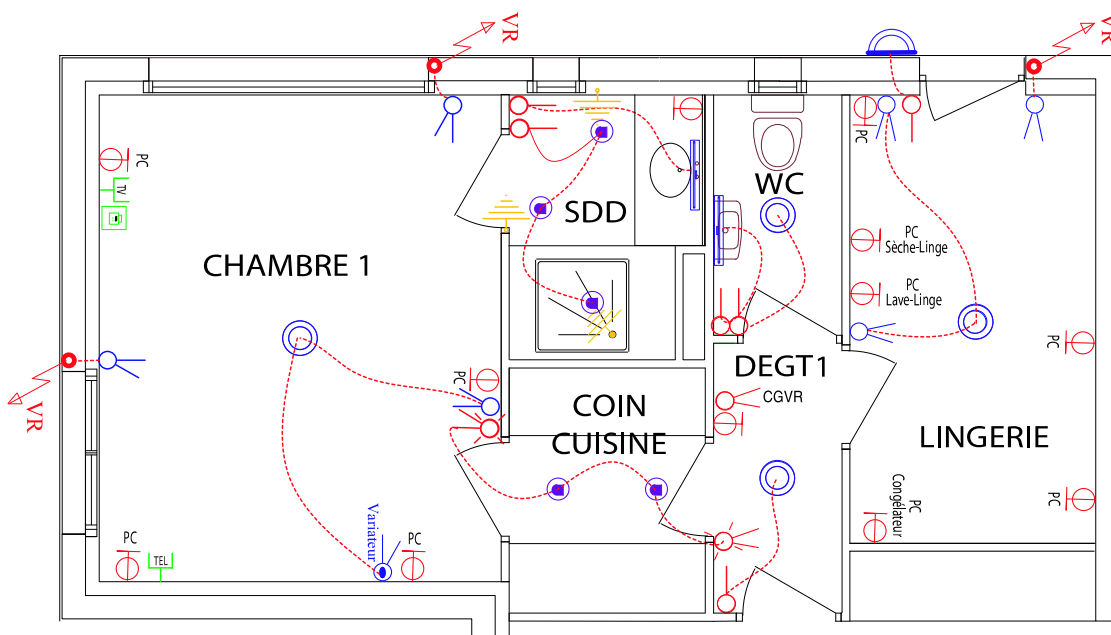 VR
VR
PC
TV
CHAMBRE 1
SDD
WC
PC
PC
Sèche-Linge
PC
Lave-Linge
VR
PC
COIN
CUISINE
DEGT1
CGVR
PC
LINGERIE
PC
Congélateur
PC
Variateur
PC
TEL
PC